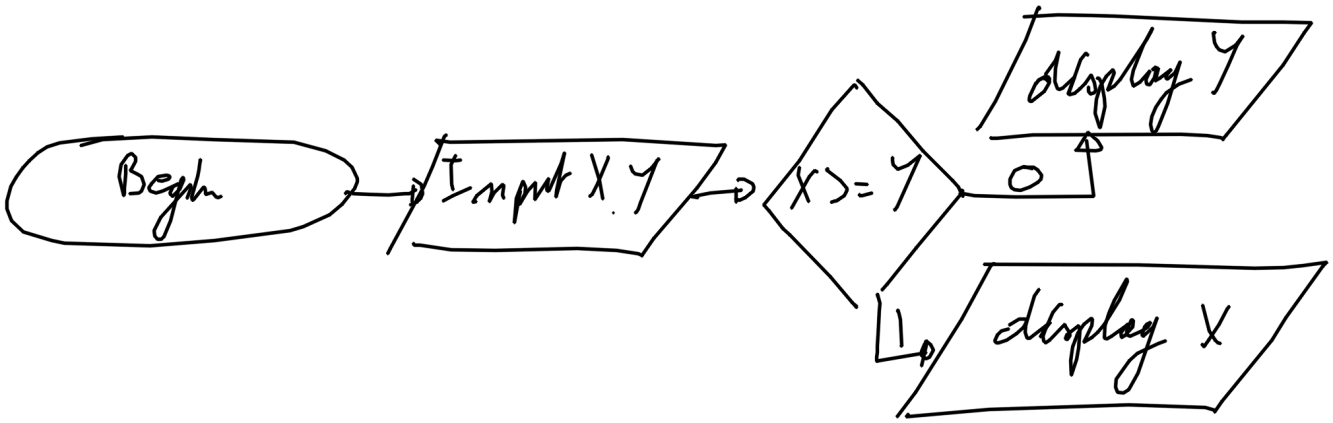 Begin
Input X Y
X >= Y
0
display Y
1
display X